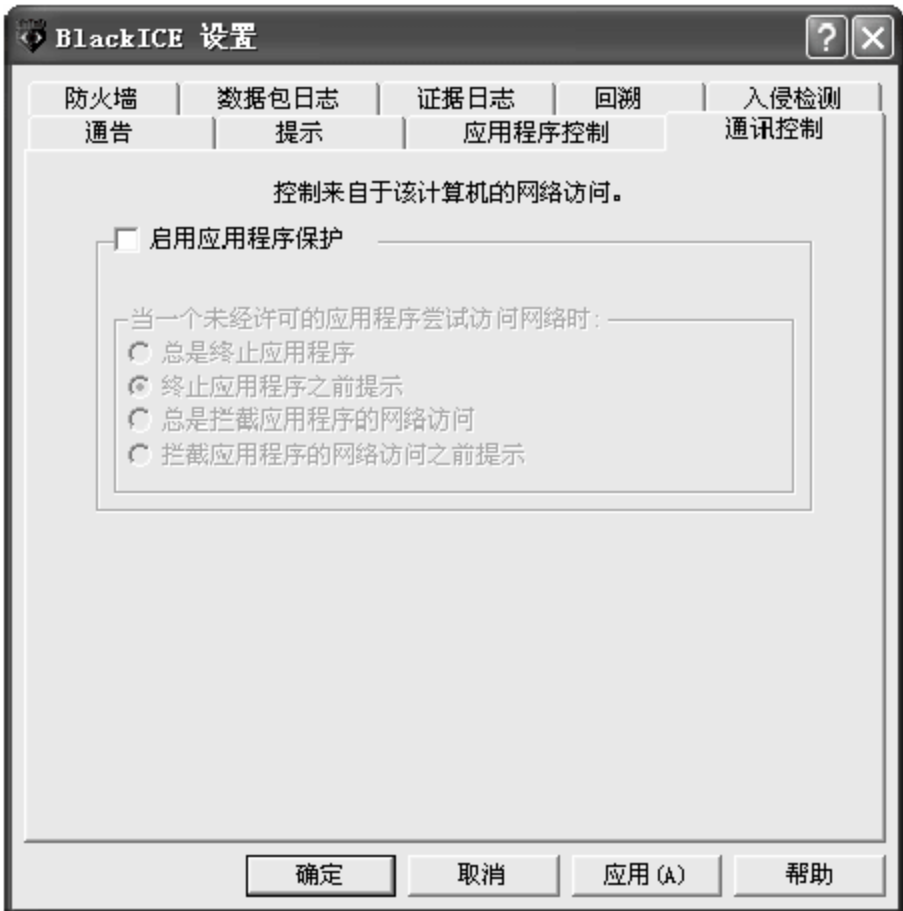 BlackICE 设置
防火墙 数据包日志 证据日志 回溯 入侵检测
通告 提示 应用程序控制 通讯控制
控制来自于该计算机的网络访问。
启用应用程序保护
当一个未经许可的应用程序尝试访问网络时:
总是终止应用程序
终止应用程序之前提示
总是拦截应用程序的网络访问
拦截应用程序的网络访问之前提示
确定 取消 应用(A) 帮助